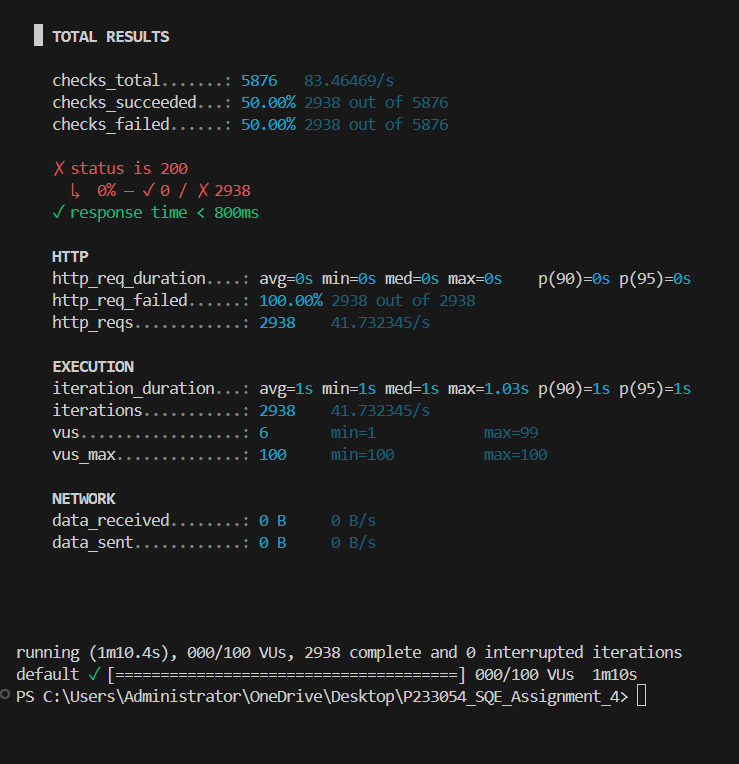 TOTAL RESULTS
checks_total.......: 5876 83.46469/s
checks_succeeded...: 50.00% 2938 out of 5876
checks_failed......: 50.00% 2938 out of 5876
✗ status is 200
↳ 0% — ✓ 0 / ✗ 2938
✓ response time < 800ms
HTTP
http_req_duration....: avg=0s min=0s med=0s max=0s p(90)=0s p(95)=0s
http_req_failed......: 100.00% 2938 out of 2938
http_reqs............: 2938 41.732345/s
EXECUTION
iteration_duration...: avg=1s min=1s med=1s max=1.03s p(90)=1s p(95)=1s
iterations...........: 2938 41.732345/s
vus..................: 6 min=1 max=99
vus_max..............: 100 min=100 max=100
NETWORK
data_received........: 0 B 0 B/s
data_sent............: 0 B 0 B/s
running (1m10.4s), 000/100 VUs, 2938 complete and 0 interrupted iterations
default ✓ [======================================] 000/100 VUs 1m10s
PS C:\Users\Administrator\OneDrive\Desktop\P233054_SQE_Assignment_4>